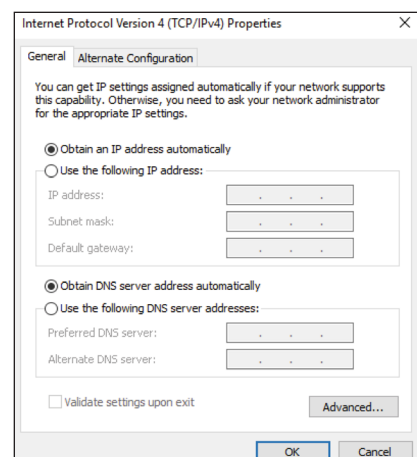 Internet Protocol Version 4 (TCP/IPv4) Properties
General Alternate Configuration
You can get IP settings assigned automatically if your network supports
this capability. Otherwise, you need to ask your network administrator
for the appropriate IP settings.
Obtain an IP address automatically
Use the following IP address:
IP address:
Subnet mask:
Default gateway:
Obtain DNS server address automatically
Use the following DNS server addresses:
Preferred DNS server:
Alternate DNS server:
Validate settings upon exit
Advanced...
OK Cancel